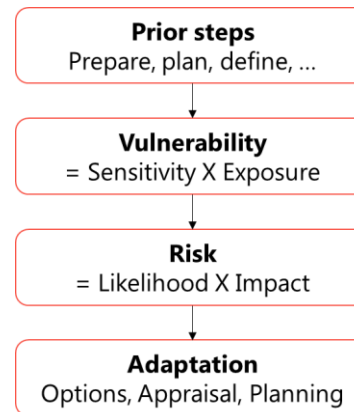 Prior steps
Prepare, plan, define, ...
Vulnerability
= Sensitivity X Exposure
Risk
= Likelihood X Impact
Adaptation
Options, Appraisal, Planning